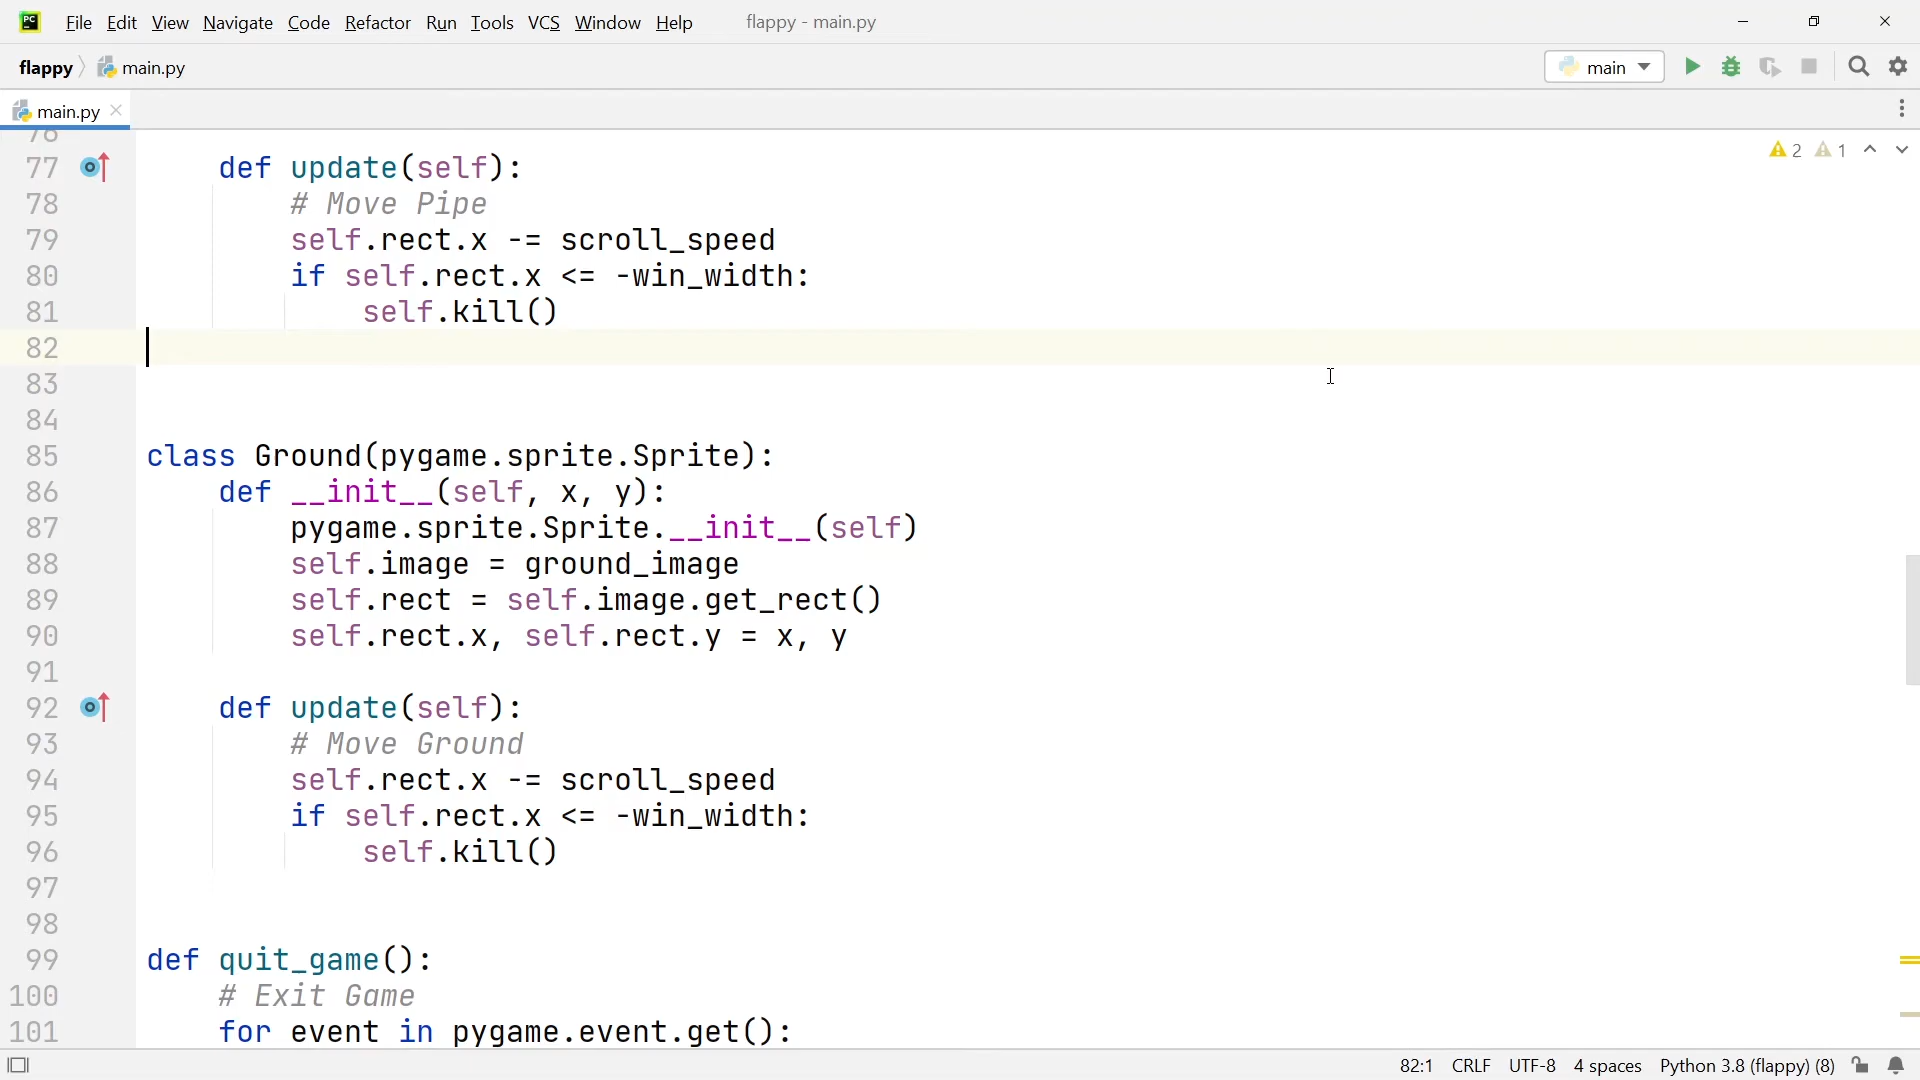 PC File Edit View Navigate Code Refactor Run Tools VCS Window Help flappy - main.py
flappy main.py main
main.py
76
77 def update(self): 2 1
78 # Move Pipe
79 self.rect.x -= scroll_speed
80 if self.rect.x <= -win_width:
81 self.kill()
82
83
84
85 class Ground(pygame.sprite.Sprite):
86 def __init__(self, x, y):
87 pygame.sprite.Sprite.__init__(self)
88 self.image = ground_image
89 self.rect = self.image.get_rect()
90 self.rect.x, self.rect.y = x, y
91
92 def update(self):
93 # Move Ground
94 self.rect.x -= scroll_speed
95 if self.rect.x <= -win_width:
96 self.kill()
97
98
99 def quit_game():
100 # Exit Game
101 for event in pygame.event.get():
82:1 CRLF UTF-8 4 spaces Python 3.8 (flappy) (8)